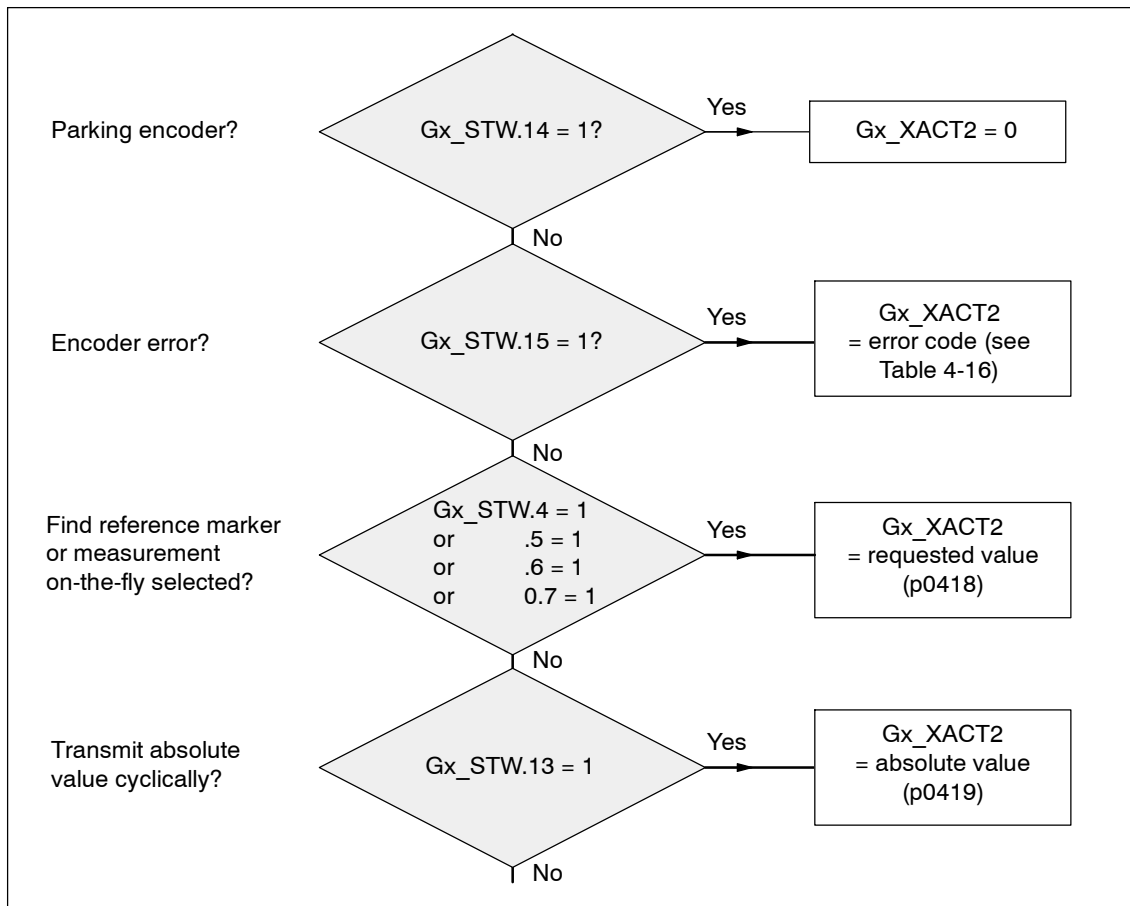 Parking encoder?
Gx_STW.14 = 1?
Yes
Gx_XACT2 = 0
No
Encoder error?
Gx_STW.15 = 1?
Yes
Gx_XACT2
= error code (see
Table 4-16)
No
Find reference marker
or measurement
on-the-fly selected?
Gx_STW.4 = 1
or .5 = 1
or .6 = 1
or 0.7 = 1
Yes
Gx_XACT2
= requested value
(p0418)
No
Transmit absolute
value cyclically?
Gx_STW.13 = 1
Yes
Gx_XACT2
= absolute value
(p0419)
No